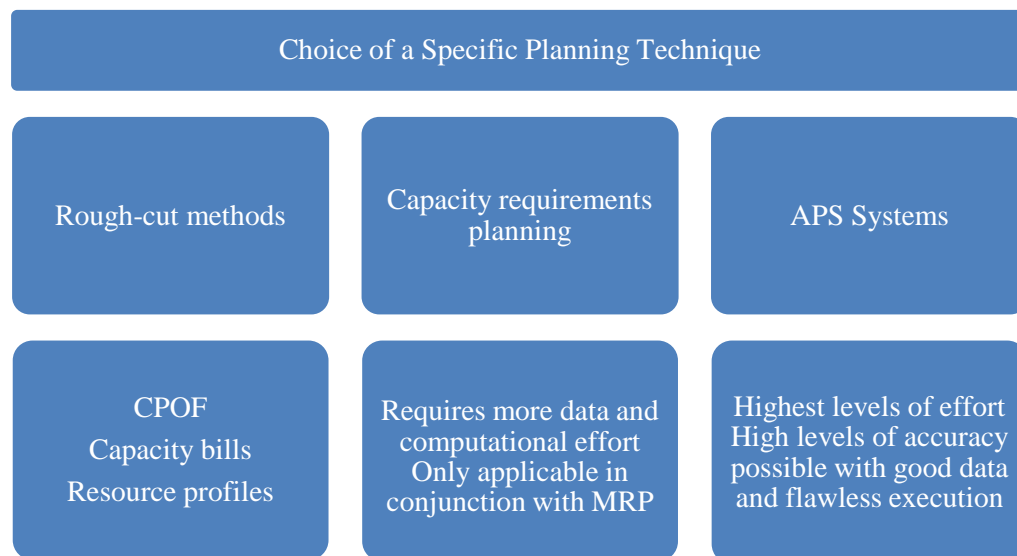 Choice of a Specific Planning Technique
Rough-cut methods
Capacity requirements
planning
APS Systems
CPOF
Capacity bills
Resource profiles
Requires more data and
computational effort
Only applicable in
conjunction with MRP
Highest levels of effort
High levels of accuracy
possible with good data
and flawless execution